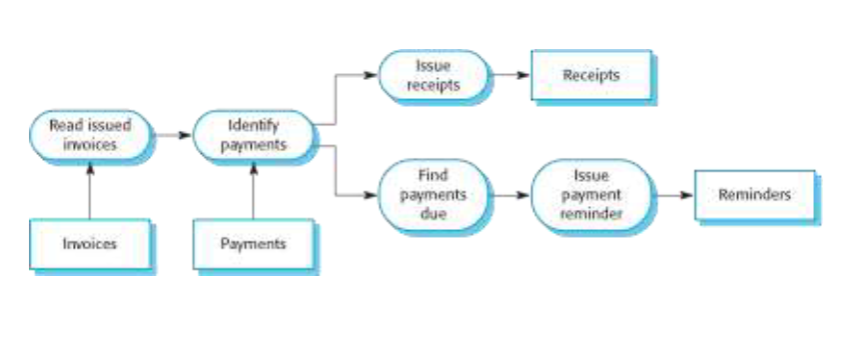 Issue
receipts
Receipts
Read issued
invoices
Identify
payments
Find
payments
due
Issue
payment
reminder
Reminders
Invoices
Payments